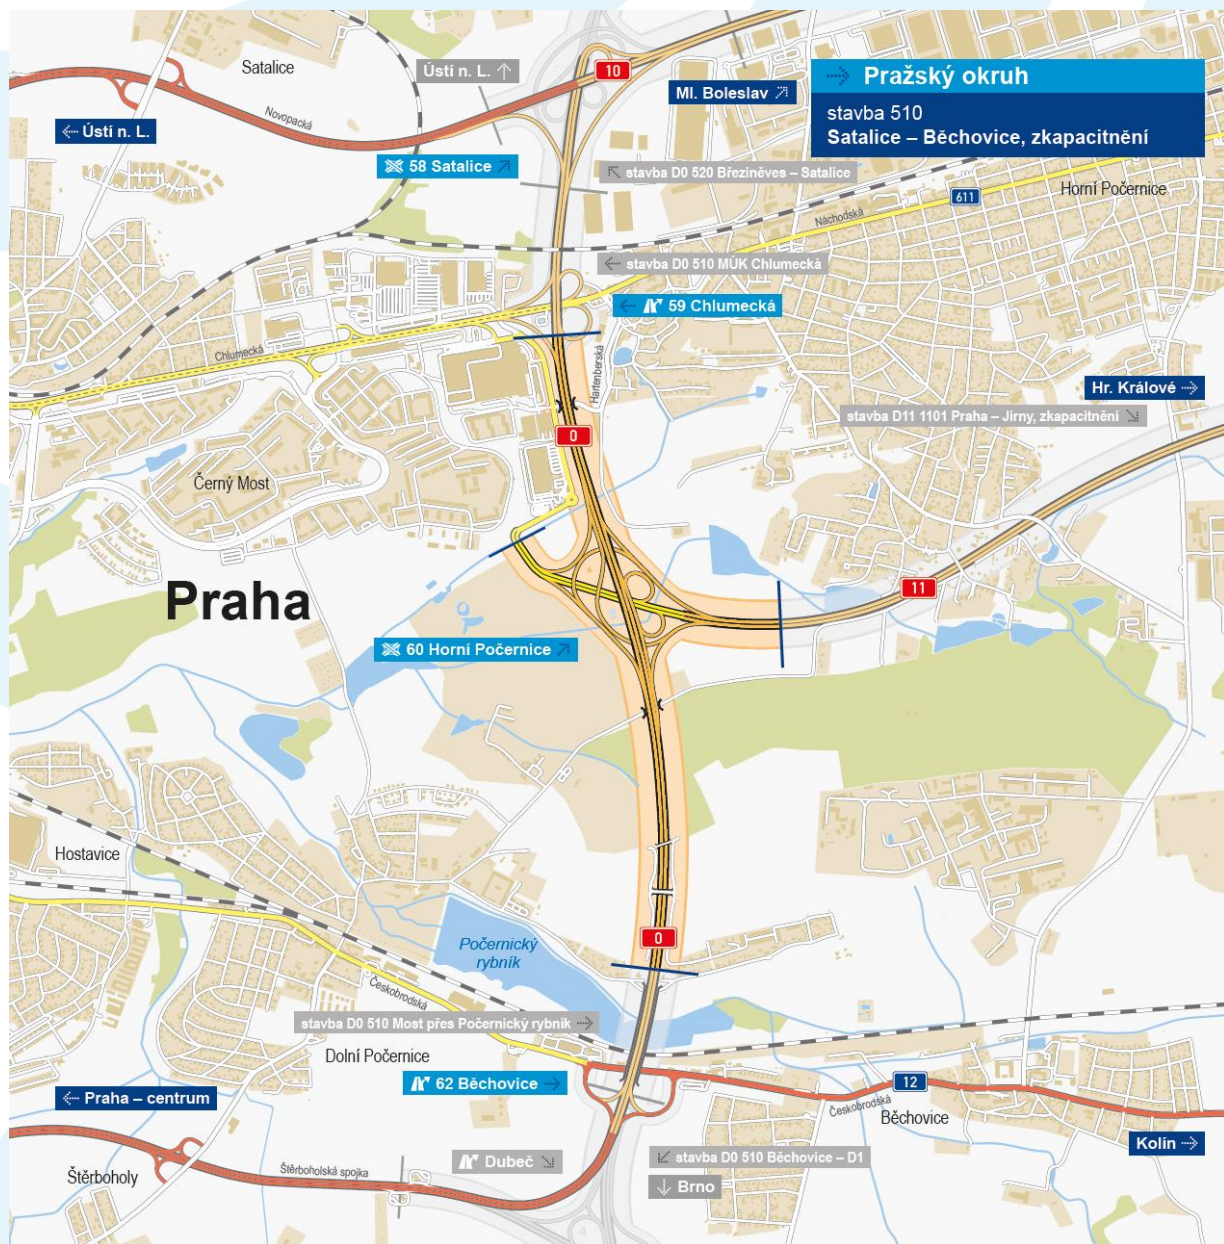 Satalice
Ústí n. L.
10
Pražský okruh
stavba 510
Satalice – Běchovice, zkapacitnění
Ml. Boleslav
Novopacká
Ústí n. L.
58 Satalice
stavba D0 520 Březiněves – Satalice
Horní Počernice
611
Náchodská
stavba D0 510 MÚK Chlumecká
59 Chlumecká
Chlumecká
Hartenberská
Hr. Králové
stavba D11 1101 Praha – Jirny, zkapacitnění
0
Černý Most
Praha
11
60 Horní Počernice
Hostavice
0
Počernický
rybník
Českobrodská
stavba D0 510 Most přes Počernický rybník
Dolní Počernice
62 Běchovice
12
Praha – centrum
Českobrodská
Běchovice
Kolín
Štěrboholy
Štěrboholská spojka
Dubeč
stavba D0 510 Běchovice – D1
Brno